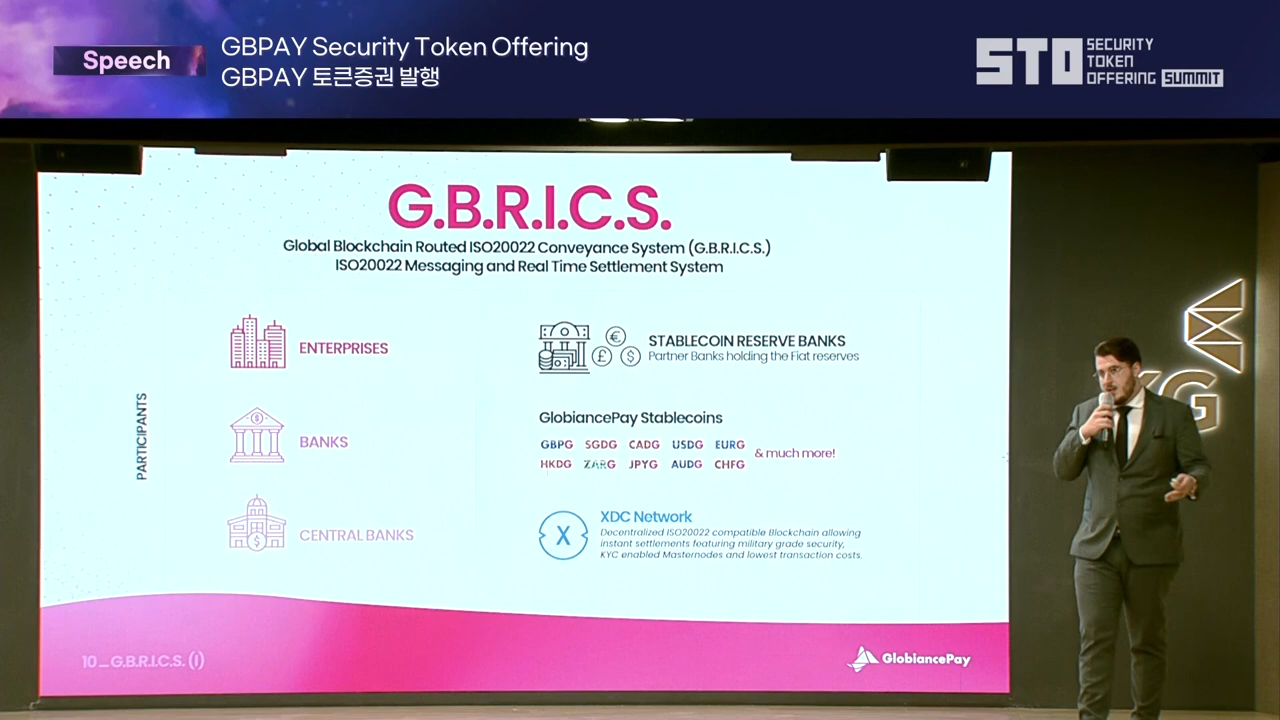 Speech
GBPAY Security Token Offering
GBPAY 토큰증권 발행
STO
SECURITY
TOKEN
OFFERING SUMMIT
G.B.R.I.C.S.
Global Blockchain Routed ISO20022 Conveyance System (G.B.R.I.C.S.)
ISO20022 Messaging and Real Time Settlement System
PARTICIPANTS
ENTERPRISES
BANKS
CENTRAL BANKS
STABLECOIN RESERVE BANKS
Partner Banks holding the Fiat reserves
GlobiancePay Stablecoins
GBPG SGDG CADG USDG EURG
HKDG ZARG JPYG AUDG CHFG
& much more!
X
XDC Network
Decentralized ISO20022 compatible Blockchain allowing
instant settlements featuring military grade security,
KYC enabled Masternodes and lowest transaction costs.
10_G.B.R.I.C.S. (I)
GlobiancePay